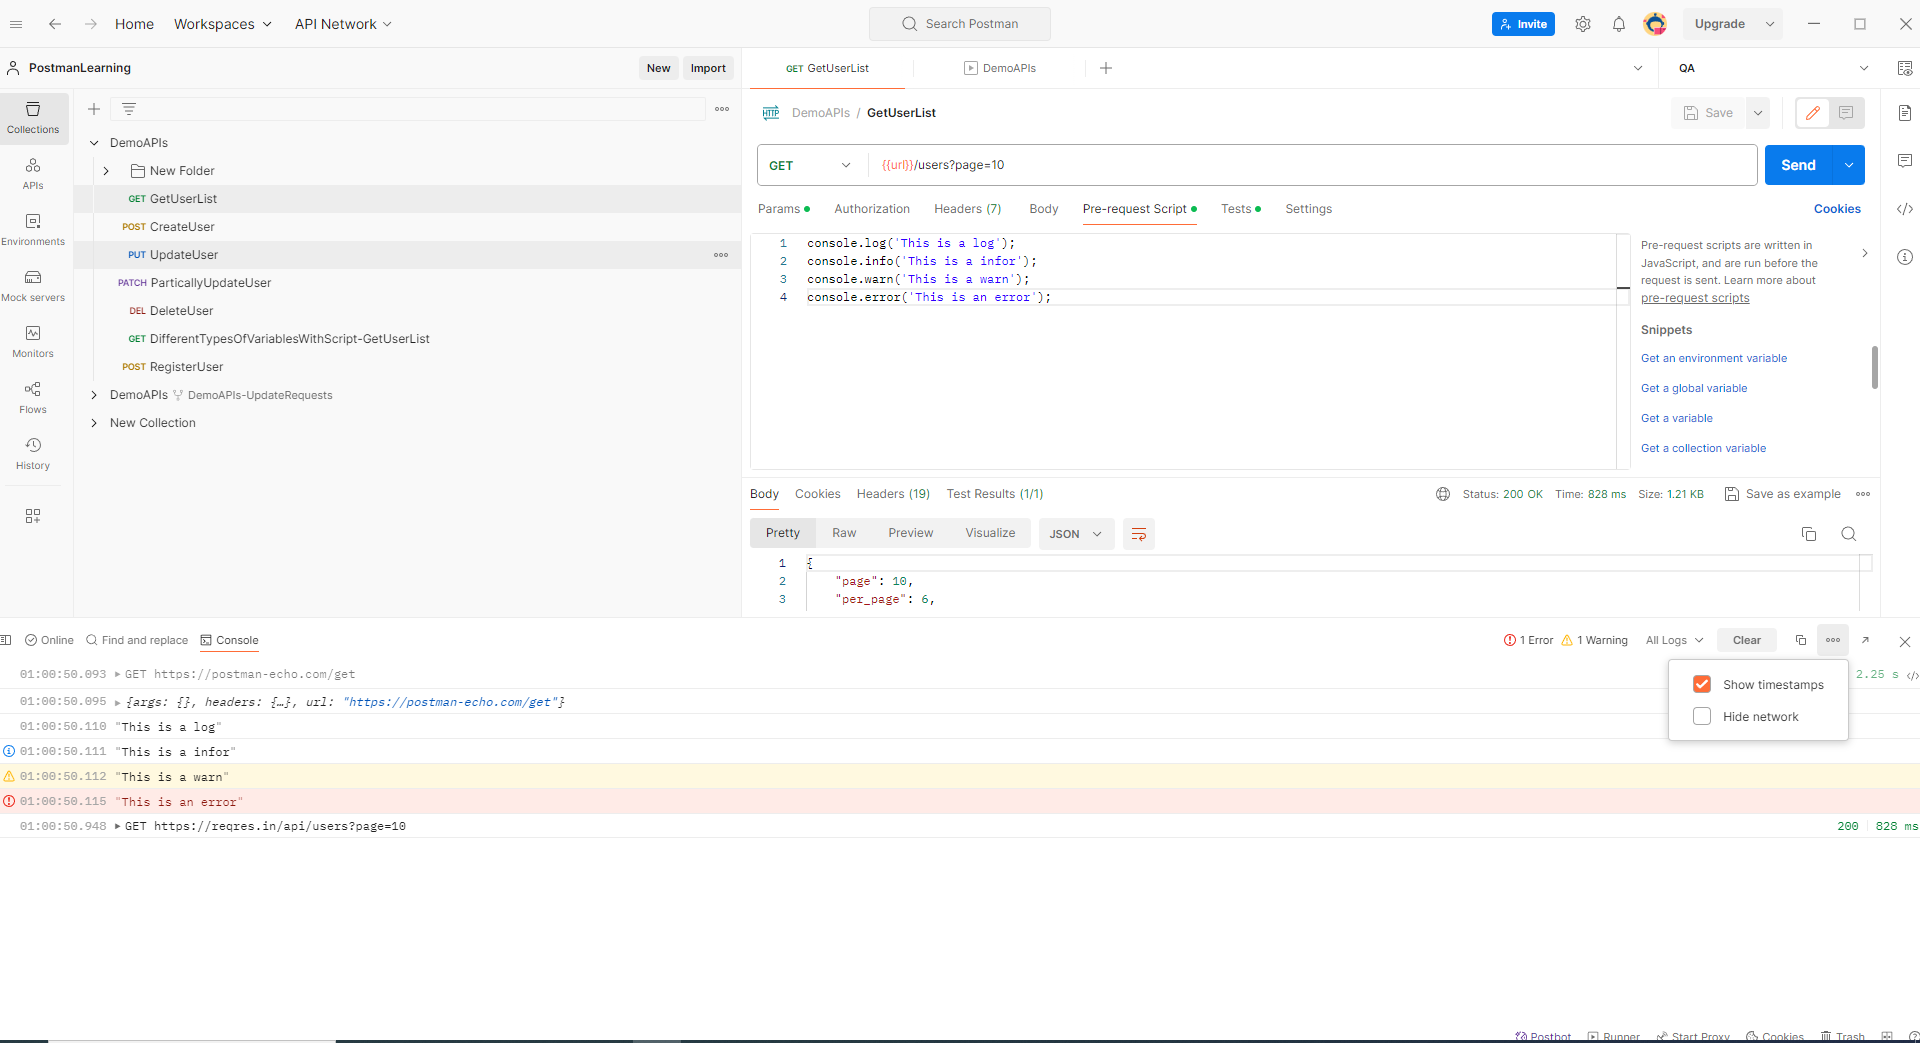 Home Workspaces API Network Search Postman Invite Upgrade
PostmanLearning New Import
GET GetUserList DemoAPIs QA
Collections
APIs
Environments
Mock servers
Monitors
Flows
History
DemoAPIs
New Folder
GET GetUserList
POST CreateUser
PUT UpdateUser
PATCH ParticallyUpdateUser
DEL DeleteUser
GET DifferentTypesOfVariablesWithScript-GetUserList
POST RegisterUser
DemoAPIs DemoAPIs-UpdateRequests
New Collection
HTTP DemoAPIs / GetUserList Save
GET {{url}}/users?page=10 Send
Params Authorization Headers (7) Body Pre-request Script Tests Settings Cookies
1 console.log('This is a log');
2 console.info('This is a infor');
3 console.warn('This is a warn');
4 console.error('This is an error');
Pre-request scripts are written in
JavaScript, and are run before the
request is sent. Learn more about
pre-request scripts
Snippets
Get an environment variable
Get a global variable
Get a variable
Get a collection variable
Body Cookies Headers (19) Test Results (1/1) Status: 200 OK Time: 828 ms Size: 1.21 KB Save as example
Pretty Raw Preview Visualize JSON
1 {
2 "page": 10,
3 "per_page": 6,
Online Find and replace Console 1 Error 1 Warning All Logs Clear
Show timestamps
Hide network
01:00:50.093 GET https://postman-echo.com/get 2.25 s
01:00:50.095 {args: {}, headers: {…}, url: "https://postman-echo.com/get"}
01:00:50.110 "This is a log"
01:00:50.111 "This is a infor"
01:00:50.112 "This is a warn"
01:00:50.115 "This is an error"
01:00:50.948 GET https://reqres.in/api/users?page=10 200 828 ms
Postbot Runner Start Proxy Cookies Trash